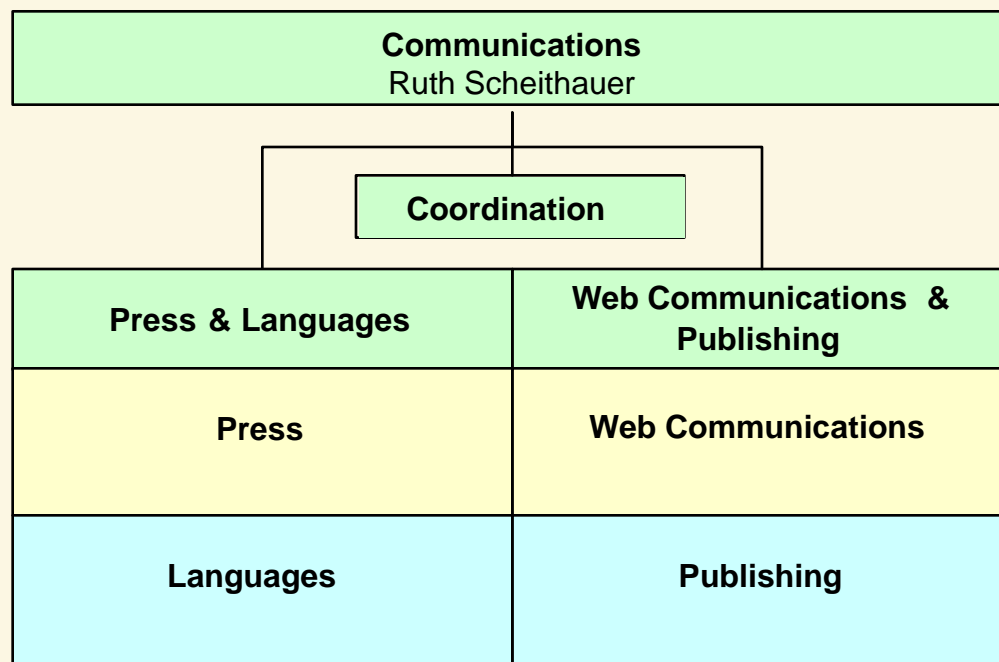 Communications
Ruth Scheithauer
Coordination
Press & Languages
Web Communications &
Publishing
Press
Web Communications
Languages
Publishing